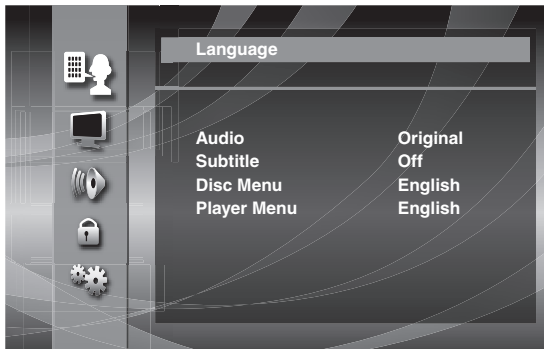 Language
Audio Original
Subtitle Off
Disc Menu English
Player Menu English